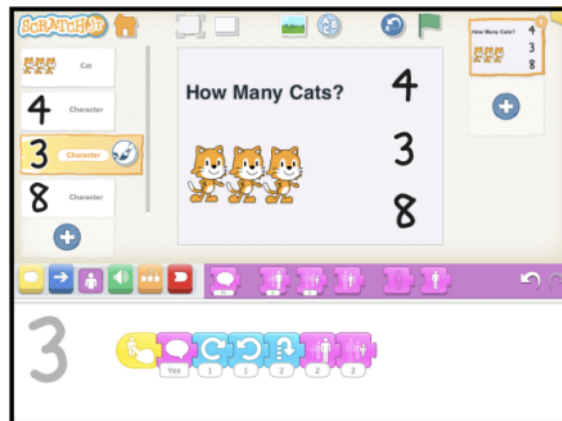 SCRATCHJR
Cat
4 Character
3 Character
8 Character
How Many Cats?
4
3
8
1
How Many Cats?
4
3
8
3
Yes 1 1 2 2 2